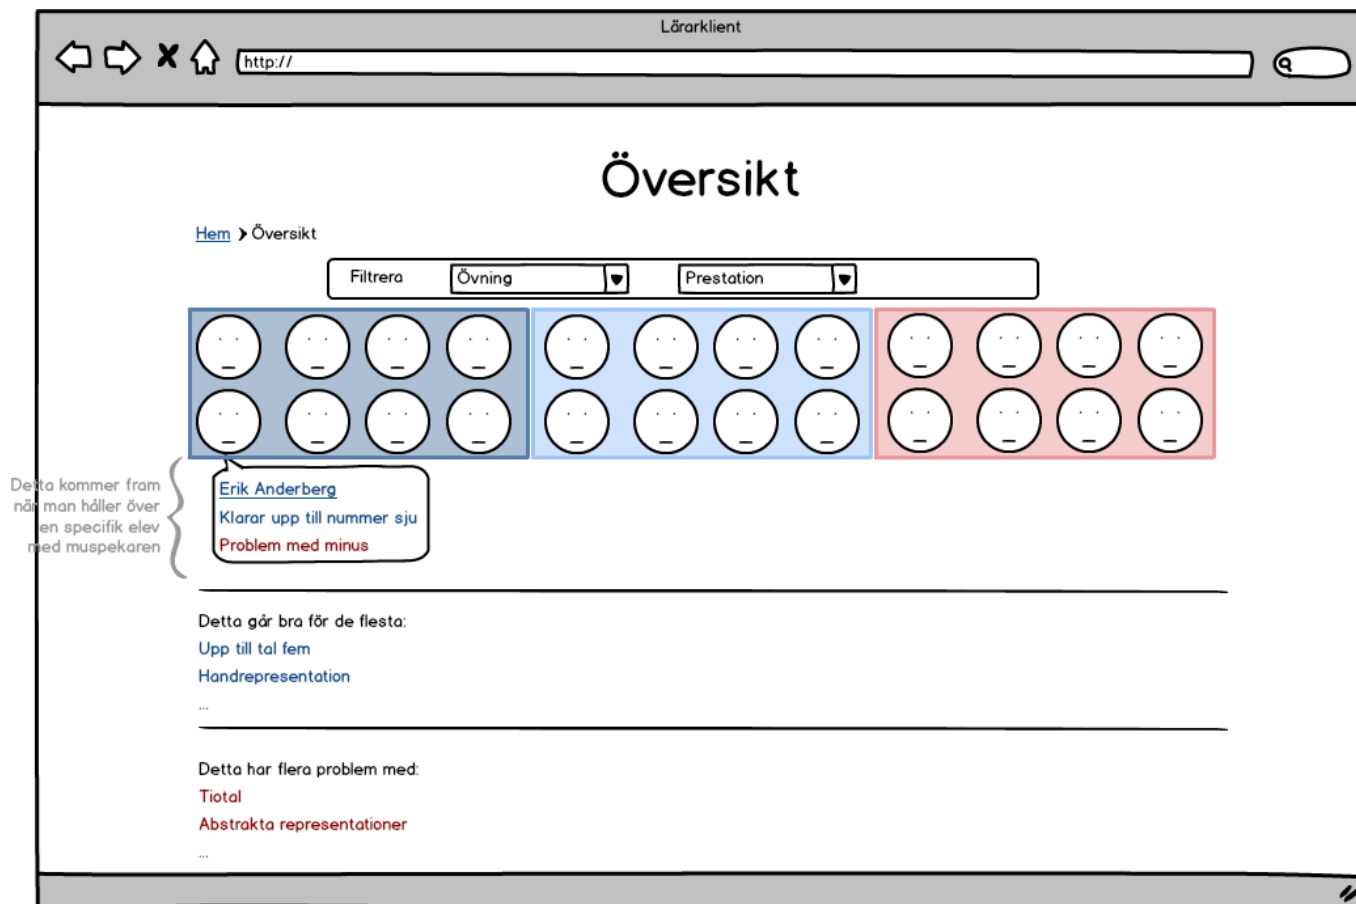 Lärarklient
http://
Översikt
Hem > Översikt
Filtrera Övning Prestation
Detta kommer fram
när man håller över
en specifik elev
med muspekaren
Erik Anderberg
Klarar upp till nummer sju
Problem med minus
Detta går bra för de flesta:
Upp till tal fem
Handrepresentation
...
Detta har flera problem med:
Tiotal
Abstrakta representationer
...